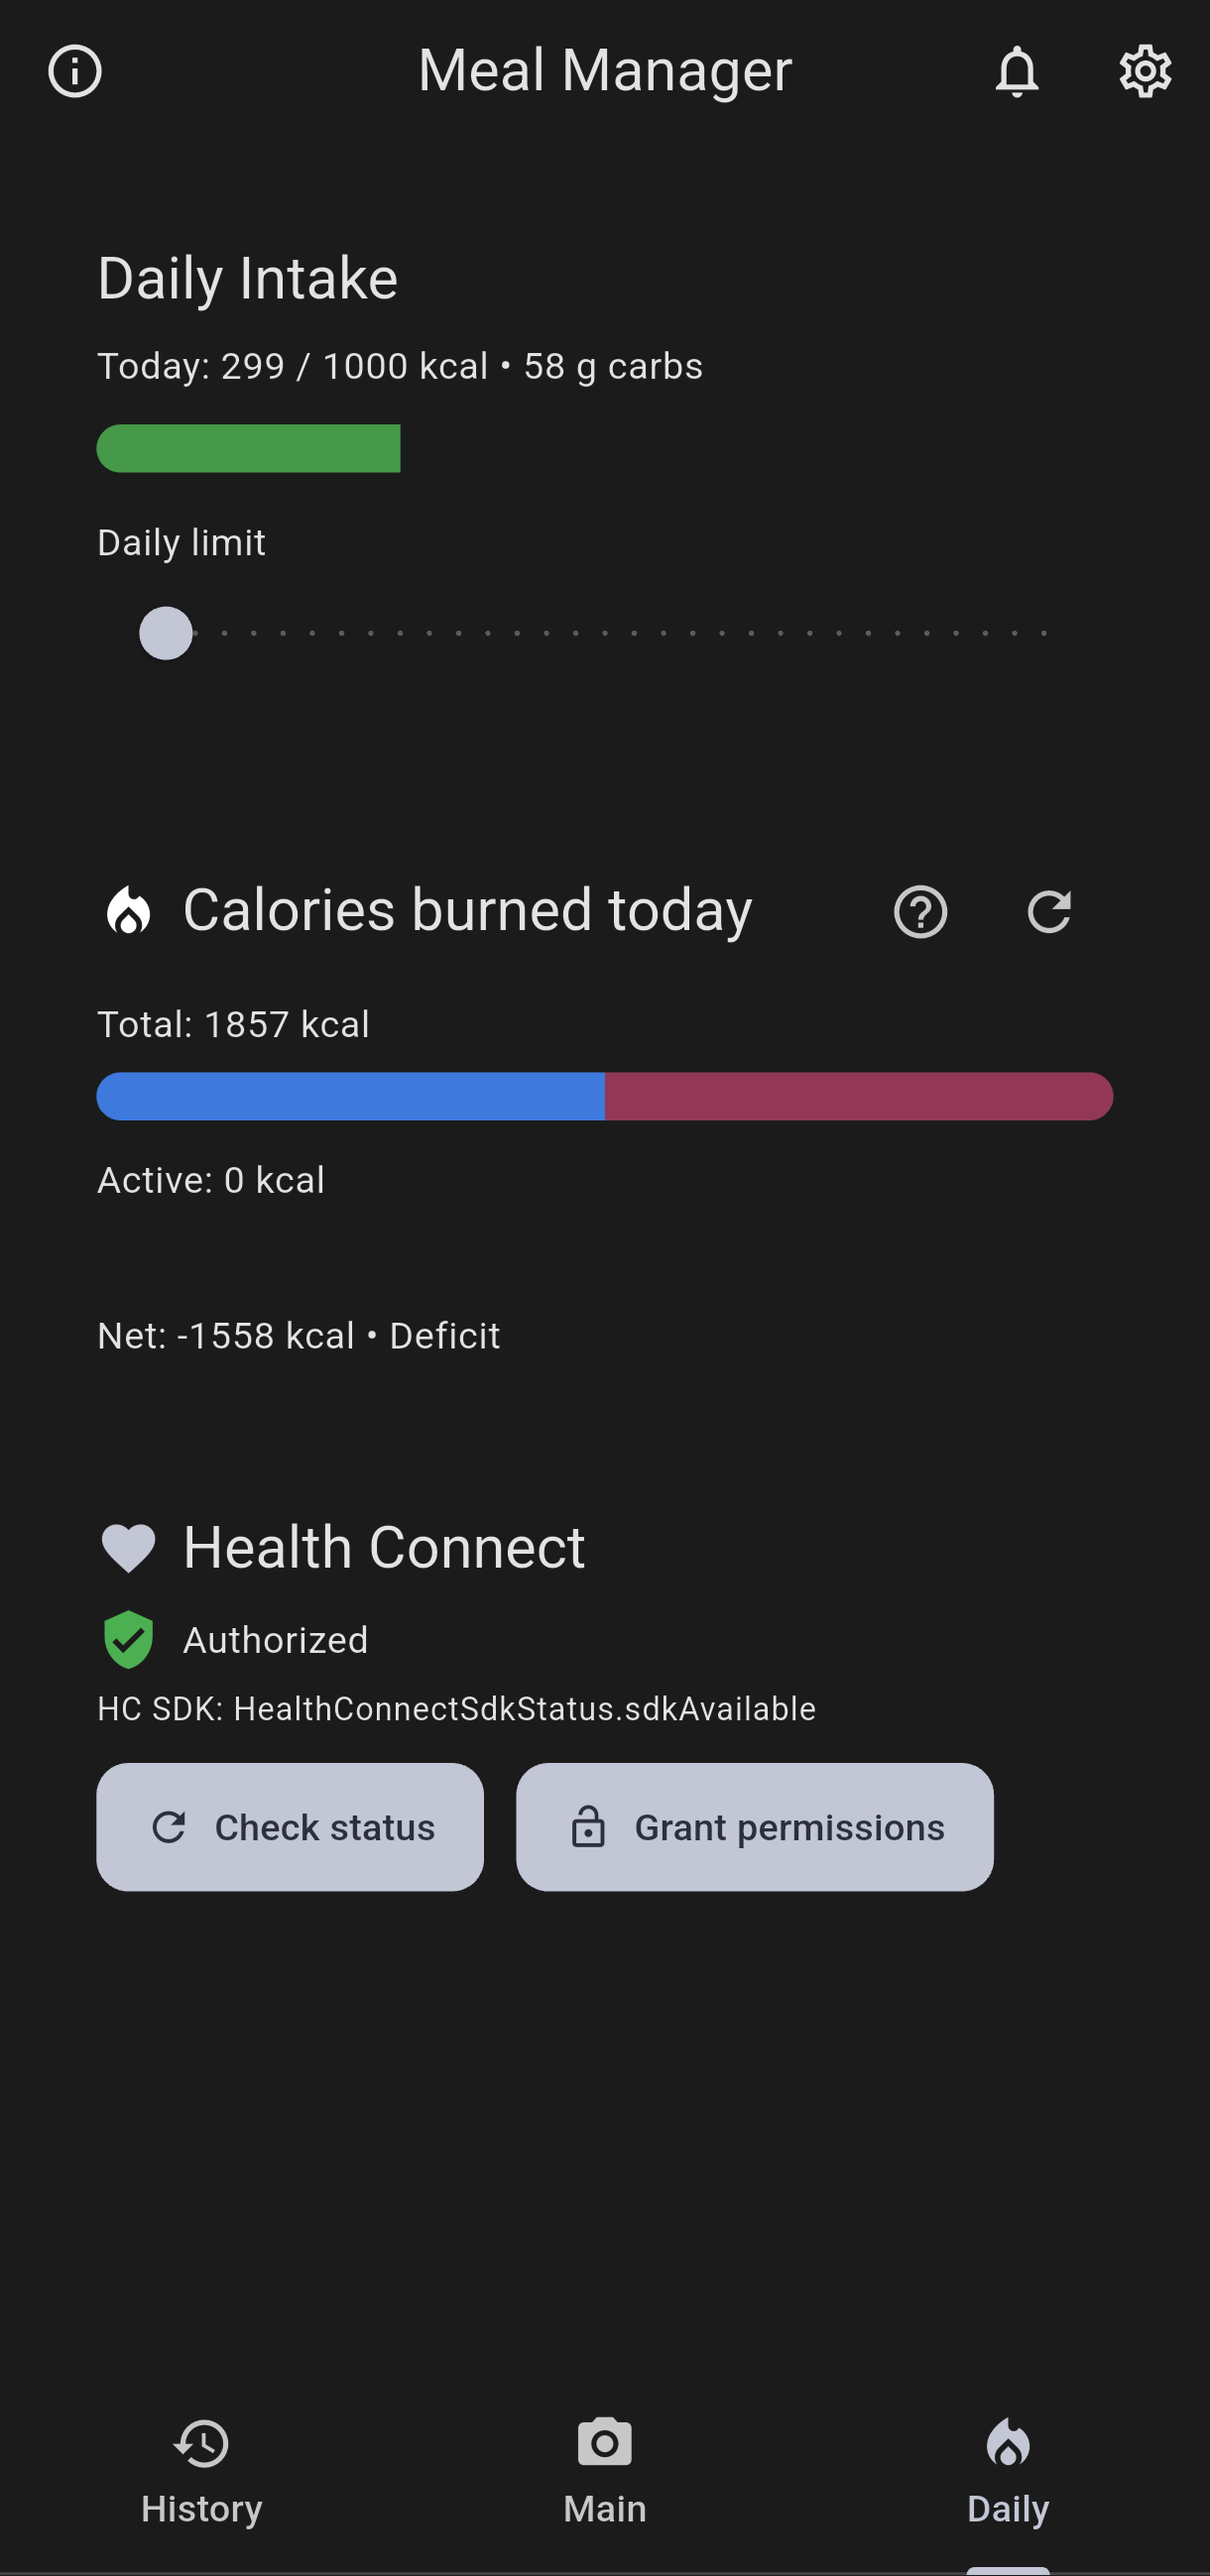 Meal Manager
Daily Intake
Today: 299 / 1000 kcal • 58 g carbs
Daily limit
Calories burned today
Total: 1857 kcal
Active: 0 kcal
Net: -1558 kcal • Deficit
Health Connect
Authorized
HC SDK: HealthConnectSdkStatus.sdkAvailable
Check status
Grant permissions
History
Main
Daily